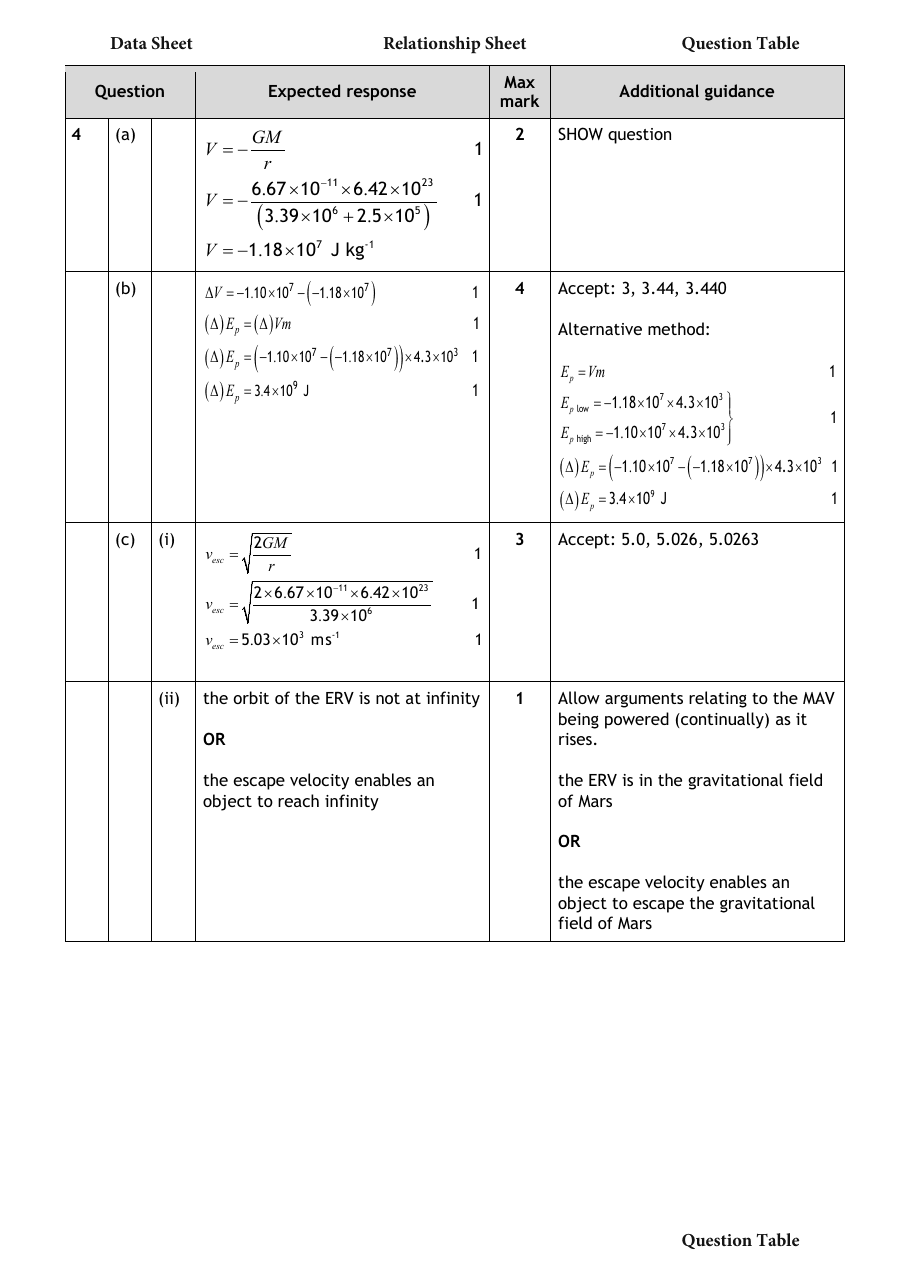 Data Sheet Relationship Sheet Question Table
Question Expected response Max mark Additional guidance
4 (a) V = −GM/r 1 2 SHOW question
V = −(6.67×10⁻¹¹×6.42×10²³)/(3.39×10⁶+2.5×10⁵) 1
V = −1.18×10⁷ J kg⁻¹
(b) ΔV = −1.10×10⁷ −(−1.18×10⁷) 1 4
(Δ)Eₚ = (Δ)Vm 1
(Δ)Eₚ = (−1.10×10⁷ −(−1.18×10⁷))×4.3×10³ 1
(Δ)Eₚ = 3.4×10⁹ J 1
Accept: 3, 3.44, 3.440
Alternative method:
Eₚ = Vm 1
Eₚ low = −1.18×10⁷ ×4.3×10³
Eₚ high = −1.10×10⁷ ×4.3×10³ } 1
(Δ)Eₚ = (−1.10×10⁷ −(−1.18×10⁷))×4.3×10³ 1
(Δ)Eₚ = 3.4×10⁹ J 1
(c) (i) v_esc = √(2GM/r) 1 3 Accept: 5.0, 5.026, 5.0263
v_esc = √((2×6.67×10⁻¹¹×6.42×10²³)/(3.39×10⁶)) 1
v_esc = 5.03×10³ ms⁻¹ 1
(ii) the orbit of the ERV is not at infinity
OR
the escape velocity enables an
object to reach infinity
1
Allow arguments relating to the MAV
being powered (continually) as it
rises.
the ERV is in the gravitational field
of Mars
OR
the escape velocity enables an
object to escape the gravitational
field of Mars
Question Table